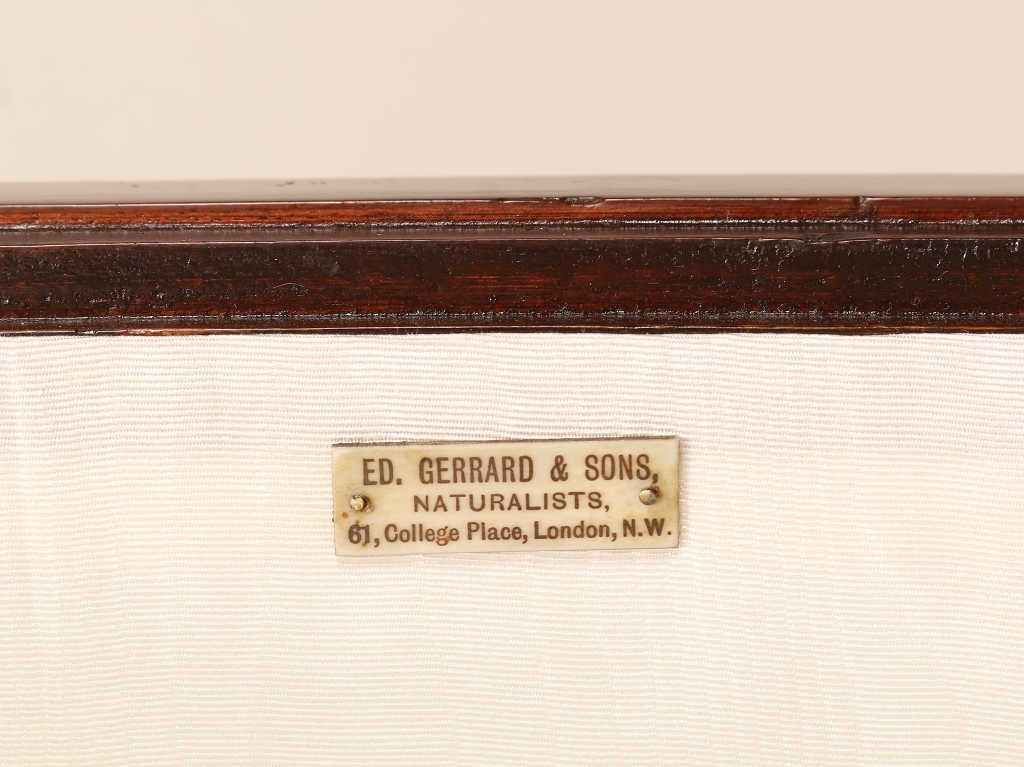 ED. GERRARD & SONS,
NATURALISTS,
61, College Place, London, N.W.